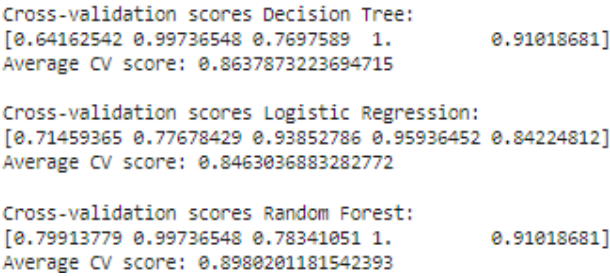 Cross-validation scores Decision Tree:
[0.64162542 0.99736548 0.7697589  1.         0.91018681]
Average CV score: 0.8637873223694715
Cross-validation scores Logistic Regression:
[0.71459365 0.77678429 0.93852786 0.95936452 0.84224812]
Average CV score: 0.8463036883282772
Cross-validation scores Random Forest:
[0.79913779 0.99736548 0.78341051 1.         0.91018681]
Average CV score: 0.8980201181542393